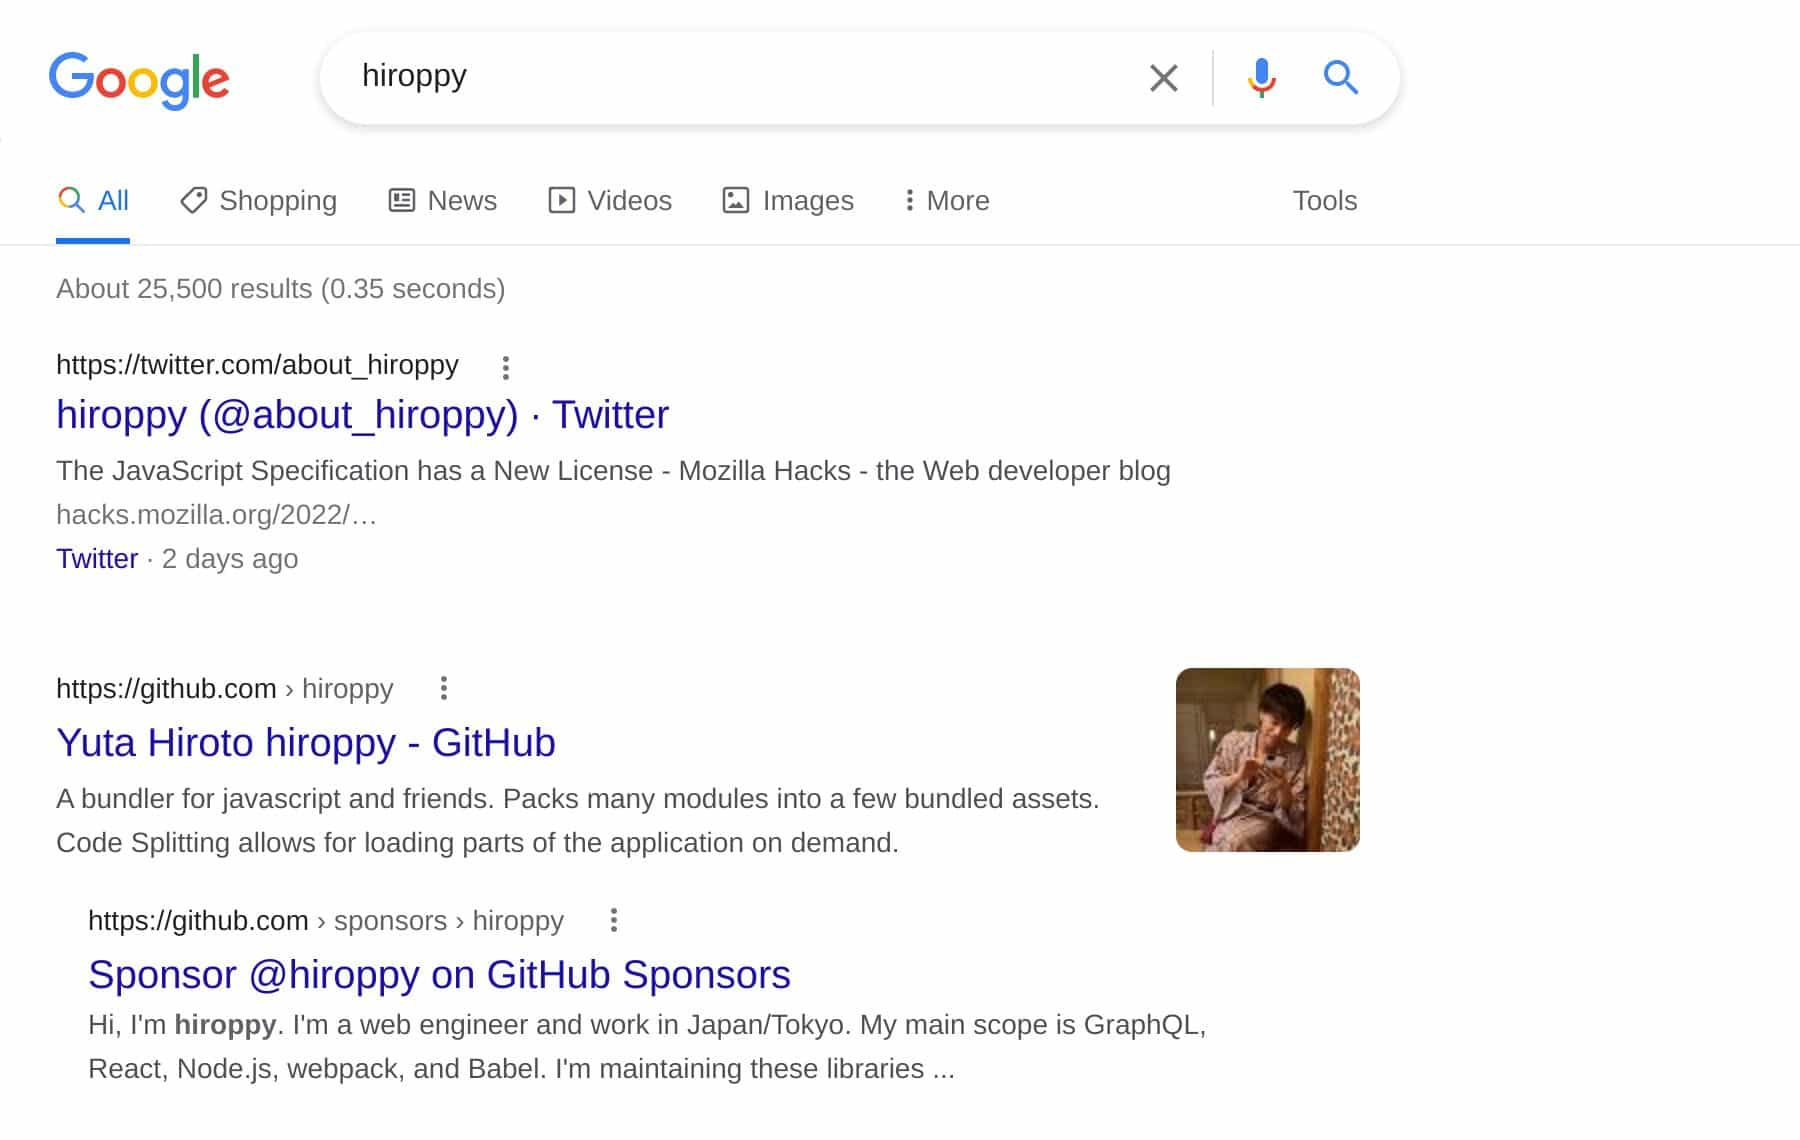 Google
hiroppy
All Shopping News Videos Images More Tools
About 25,500 results (0.35 seconds)
https://twitter.com/about_hiroppy
hiroppy (@about_hiroppy) · Twitter
The JavaScript Specification has a New License - Mozilla Hacks - the Web developer blog
hacks.mozilla.org/2022/…
Twitter · 2 days ago
https://github.com › hiroppy
Yuta Hiroto hiroppy - GitHub
A bundler for javascript and friends. Packs many modules into a few bundled assets.
Code Splitting allows for loading parts of the application on demand.
https://github.com › sponsors › hiroppy
Sponsor @hiroppy on GitHub Sponsors
Hi, I'm hiroppy. I'm a web engineer and work in Japan/Tokyo. My main scope is GraphQL,
React, Node.js, webpack, and Babel. I'm maintaining these libraries ...